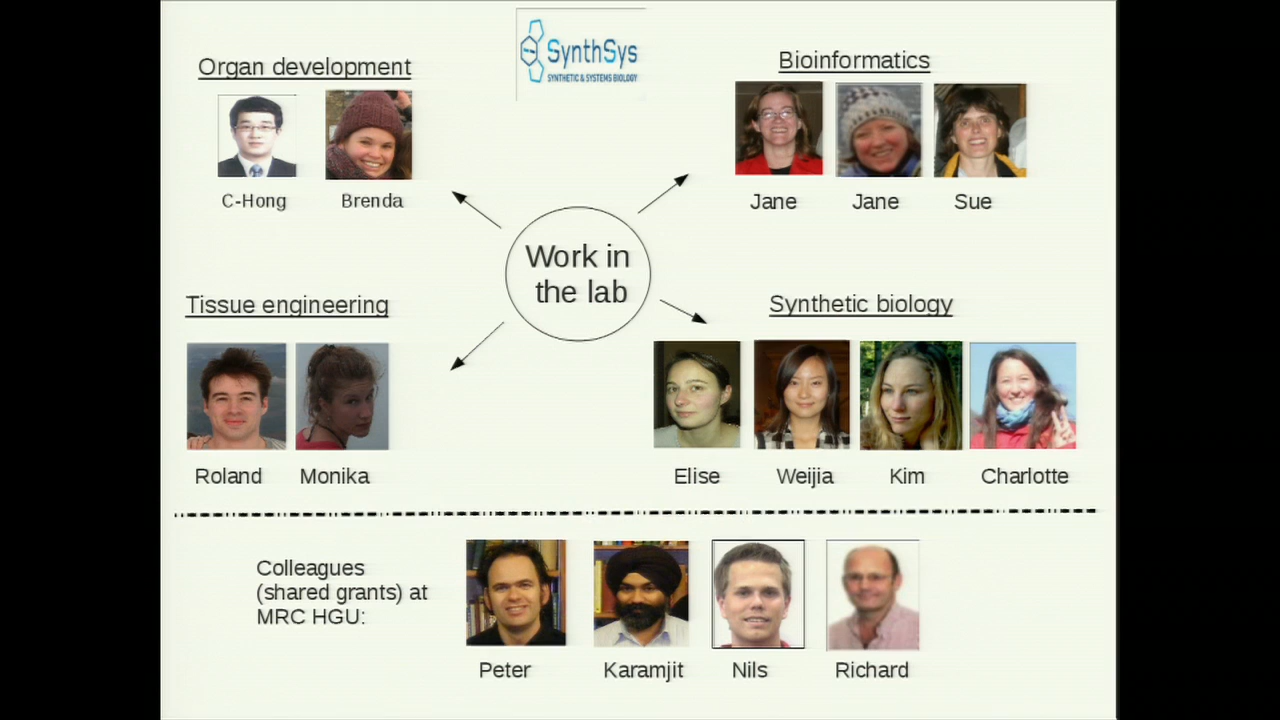 SynthSys
SYNTHETIC & SYSTEMS BIOLOGY
Organ development
C-Hong Brenda
Bioinformatics
Jane Jane Sue
Work in
the lab
Tissue engineering
Roland Monika
Synthetic biology
Elise Weijia Kim Charlotte
Colleagues
(shared grants) at
MRC HGU:
Peter Karamjit Nils Richard